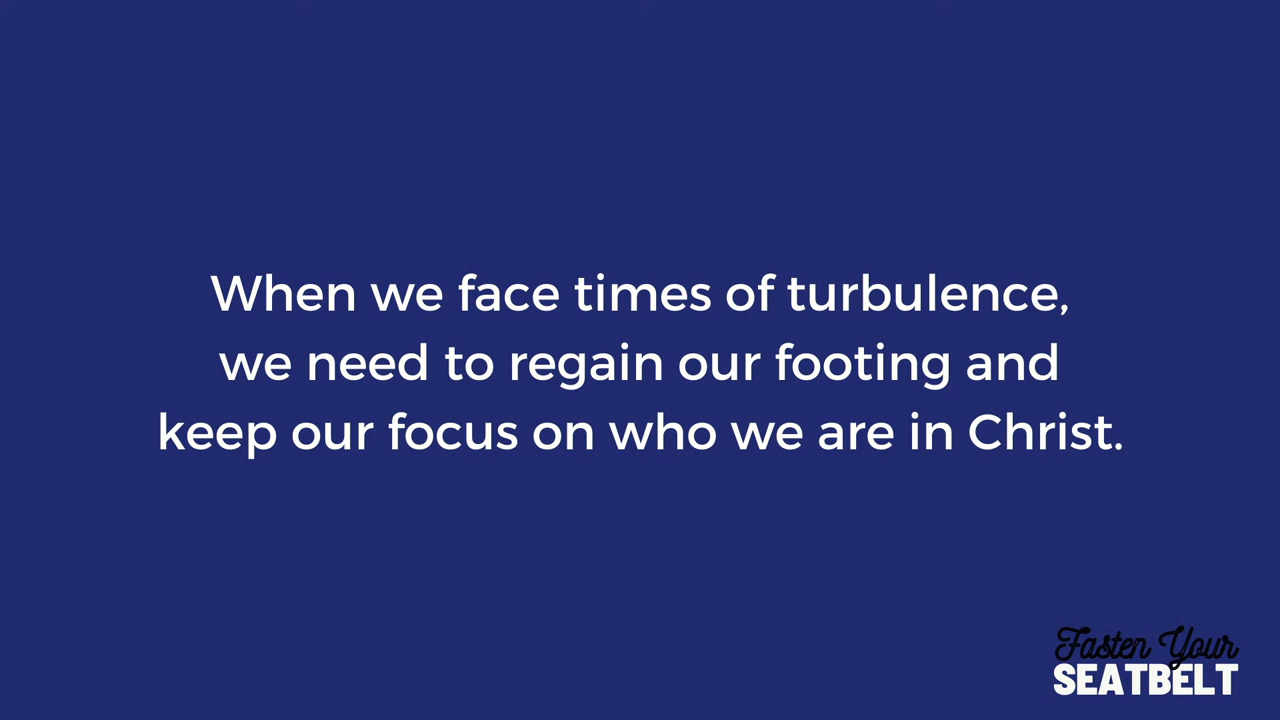 When we face times of turbulence,
we need to regain our footing and
keep our focus on who we are in Christ.
Fasten Your
SEATBELT